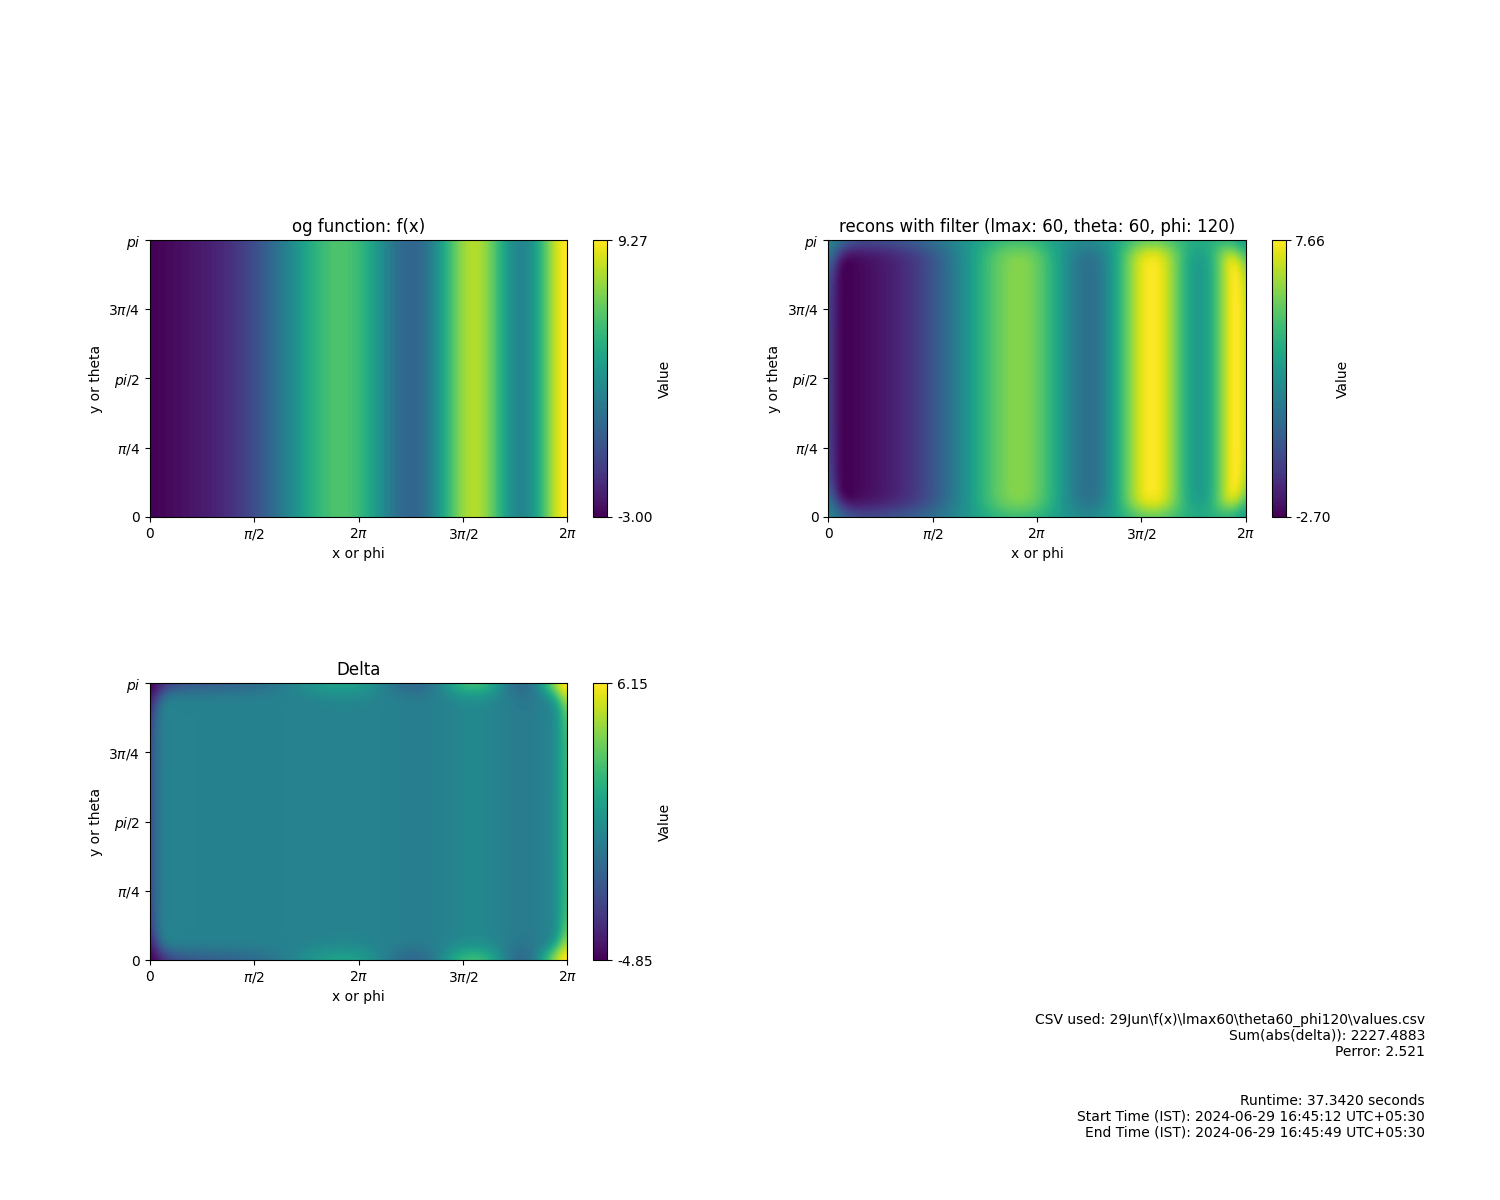 og function: f(x)
pi
3π/4
pi/2
π/4
0
y or theta
0
π/2
2π
3π/2
2π
x or phi
9.27
-3.00
Value
recons with filter (lmax: 60, theta: 60, phi: 120)
pi
3π/4
pi/2
π/4
0
y or theta
0
π/2
2π
3π/2
2π
x or phi
7.66
-2.70
Value
Delta
pi
3π/4
pi/2
π/4
0
y or theta
0
π/2
2π
3π/2
2π
x or phi
6.15
-4.85
Value
CSV used: 29Jun\f(x)\lmax60\theta60_phi120\values.csv
Sum(abs(delta)): 2227.4883
Perror: 2.521
Runtime: 37.3420 seconds
Start Time (IST): 2024-06-29 16:45:12 UTC+05:30
End Time (IST): 2024-06-29 16:45:49 UTC+05:30